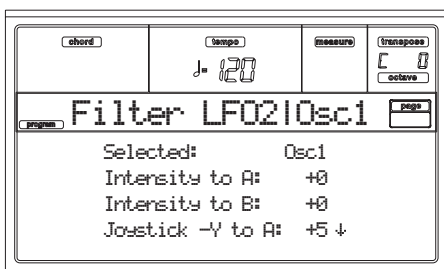 chord tempo measure transpose
♩= 120 C 0
octave
program Filter LFO2|Osc1 page
Selected: Osc1
Intensity to A: +0
Intensity to B: +0
Joystick -Y to A: +5 ↓